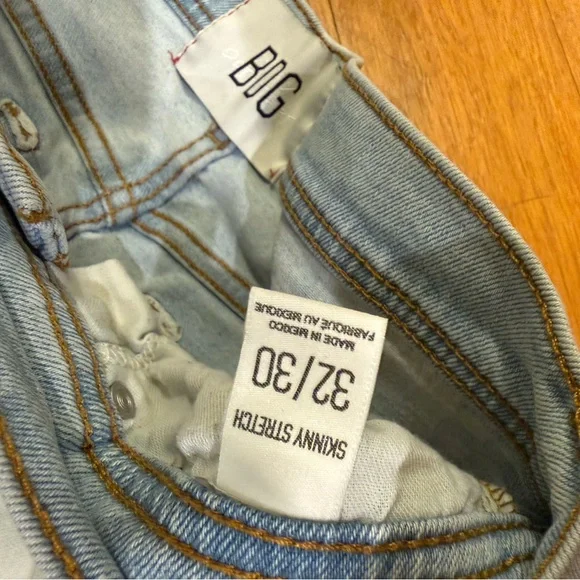 BDG
SKINNY STRETCH
32/30
MADE IN MEXICO
FABRIQUÉ AU MEXIQUE